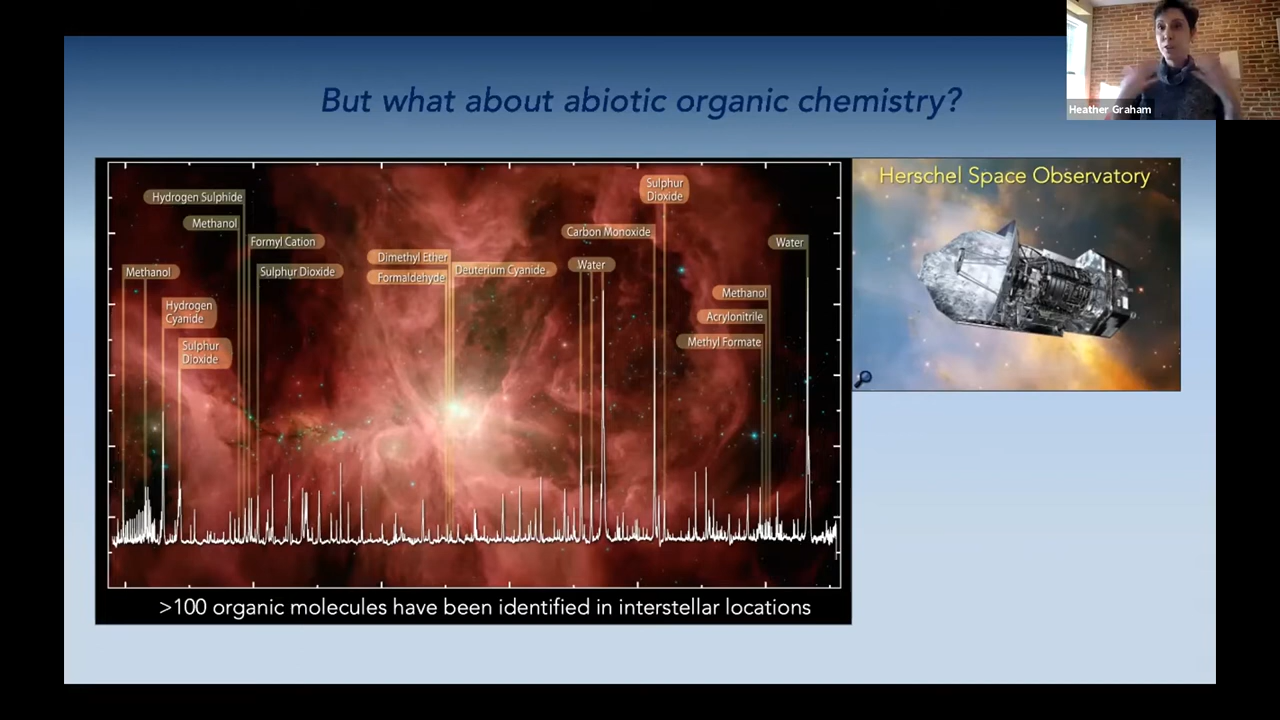 But what about abiotic organic chemistry?
Heather Graham
Herschel Space Observatory
Hydrogen Sulphide
Methanol
Formyl Cation
Methanol
Sulphur Dioxide
Hydrogen
Cyanide
Sulphur
Dioxide
Dimethyl Ether
Formaldehyde
Deuterium Cyanide
Sulphur
Dioxide
Carbon Monoxide
Water
Water
Methanol
Acrylonitrile
Methyl Formate
>100 organic molecules have been identified in interstellar locations